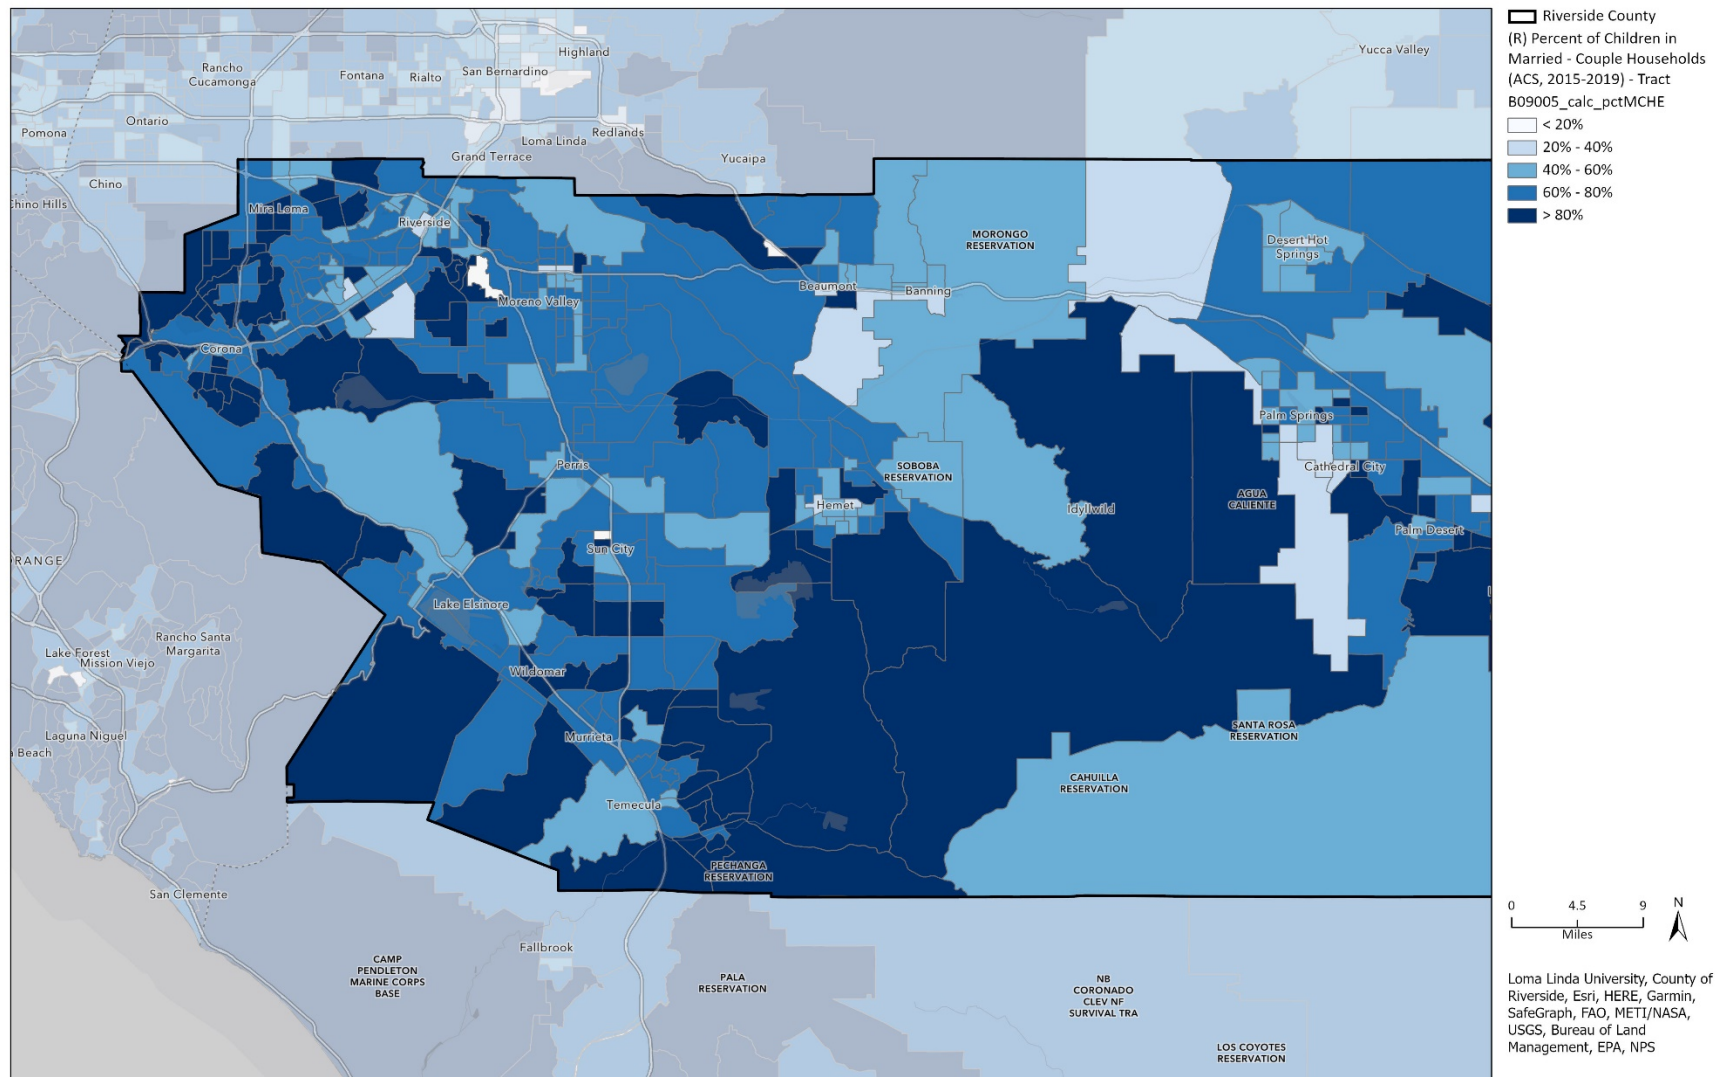 Riverside County
(R) Percent of Children in
Married - Couple Households
(ACS, 2015-2019) - Tract
B09005_calc_pctMCHE
< 20%
20% - 40%
40% - 60%
60% - 80%
> 80%
Highland
Yucca Valley
Rancho
Cucamonga
Fontana
Rialto
San Bernardino
Ontario
Pomona
Redlands
Loma Linda
Grand Terrace
Yucaipa
Chino
Chino Hills
Mira Loma
Riverside
MORONGO
RESERVATION
Desert Hot
Springs
Beaumont
Banning
Moreno Valley
Corona
Palm Springs
Perris
SOBOBA
RESERVATION
Cathedral City
AGUA
CALIENTE
Hemet
Idyllwild
Palm Desert
Sun City
ORANGE
Lake Elsinore
Rancho Santa
Margarita
Lake Forest
Mission Viejo
Wildomar
Laguna Niguel
a Beach
Murrieta
SANTA ROSA
RESERVATION
CAHUILLA
RESERVATION
Temecula
PECHANGA
RESERVATION
San Clemente
Fallbrook
CAMP
PENDLETON
MARINE CORPS
BASE
PALA
RESERVATION
NB
CORONADO
CLEV NF
SURVIVAL TRA
LOS COYOTES
RESERVATION
0 4.5 9
Miles
N
Loma Linda University, County of
Riverside, Esri, HERE, Garmin,
SafeGraph, FAO, METI/NASA,
USGS, Bureau of Land
Management, EPA, NPS